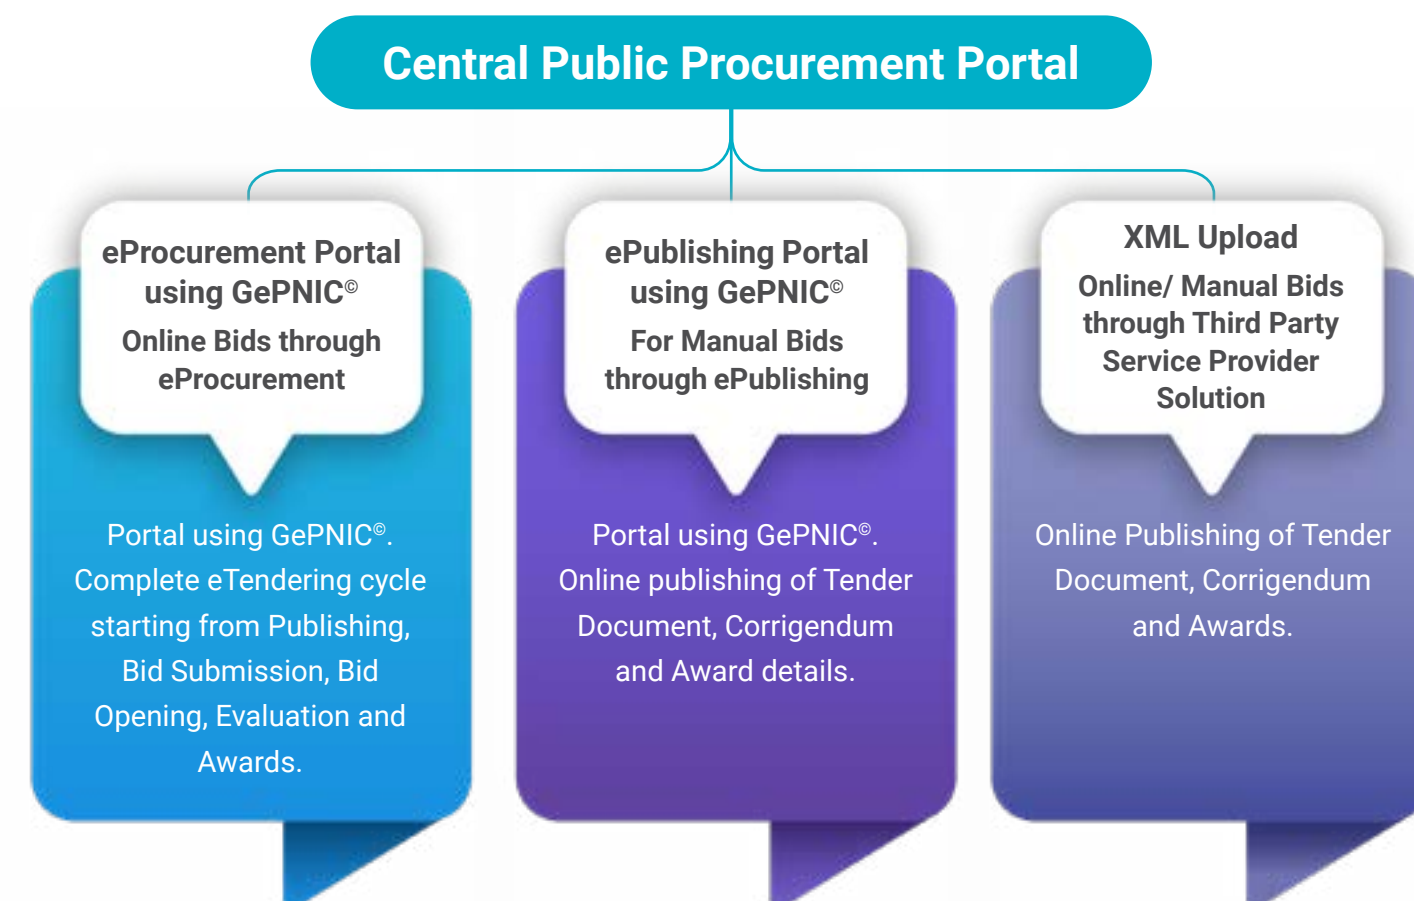 Central Public Procurement Portal
eProcurement Portal
using GePNIC©
Online Bids through
eProcurement
Portal using GePNIC©.
Complete eTendering cycle
starting from Publishing,
Bid Submission, Bid
Opening, Evaluation and
Awards.
ePublishing Portal
using GePNIC©
For Manual Bids
through ePublishing
Portal using GePNIC©.
Online publishing of Tender
Document, Corrigendum
and Award details.
XML Upload
Online/ Manual Bids
through Third Party
Service Provider
Solution
Online Publishing of Tender
Document, Corrigendum
and Awards.